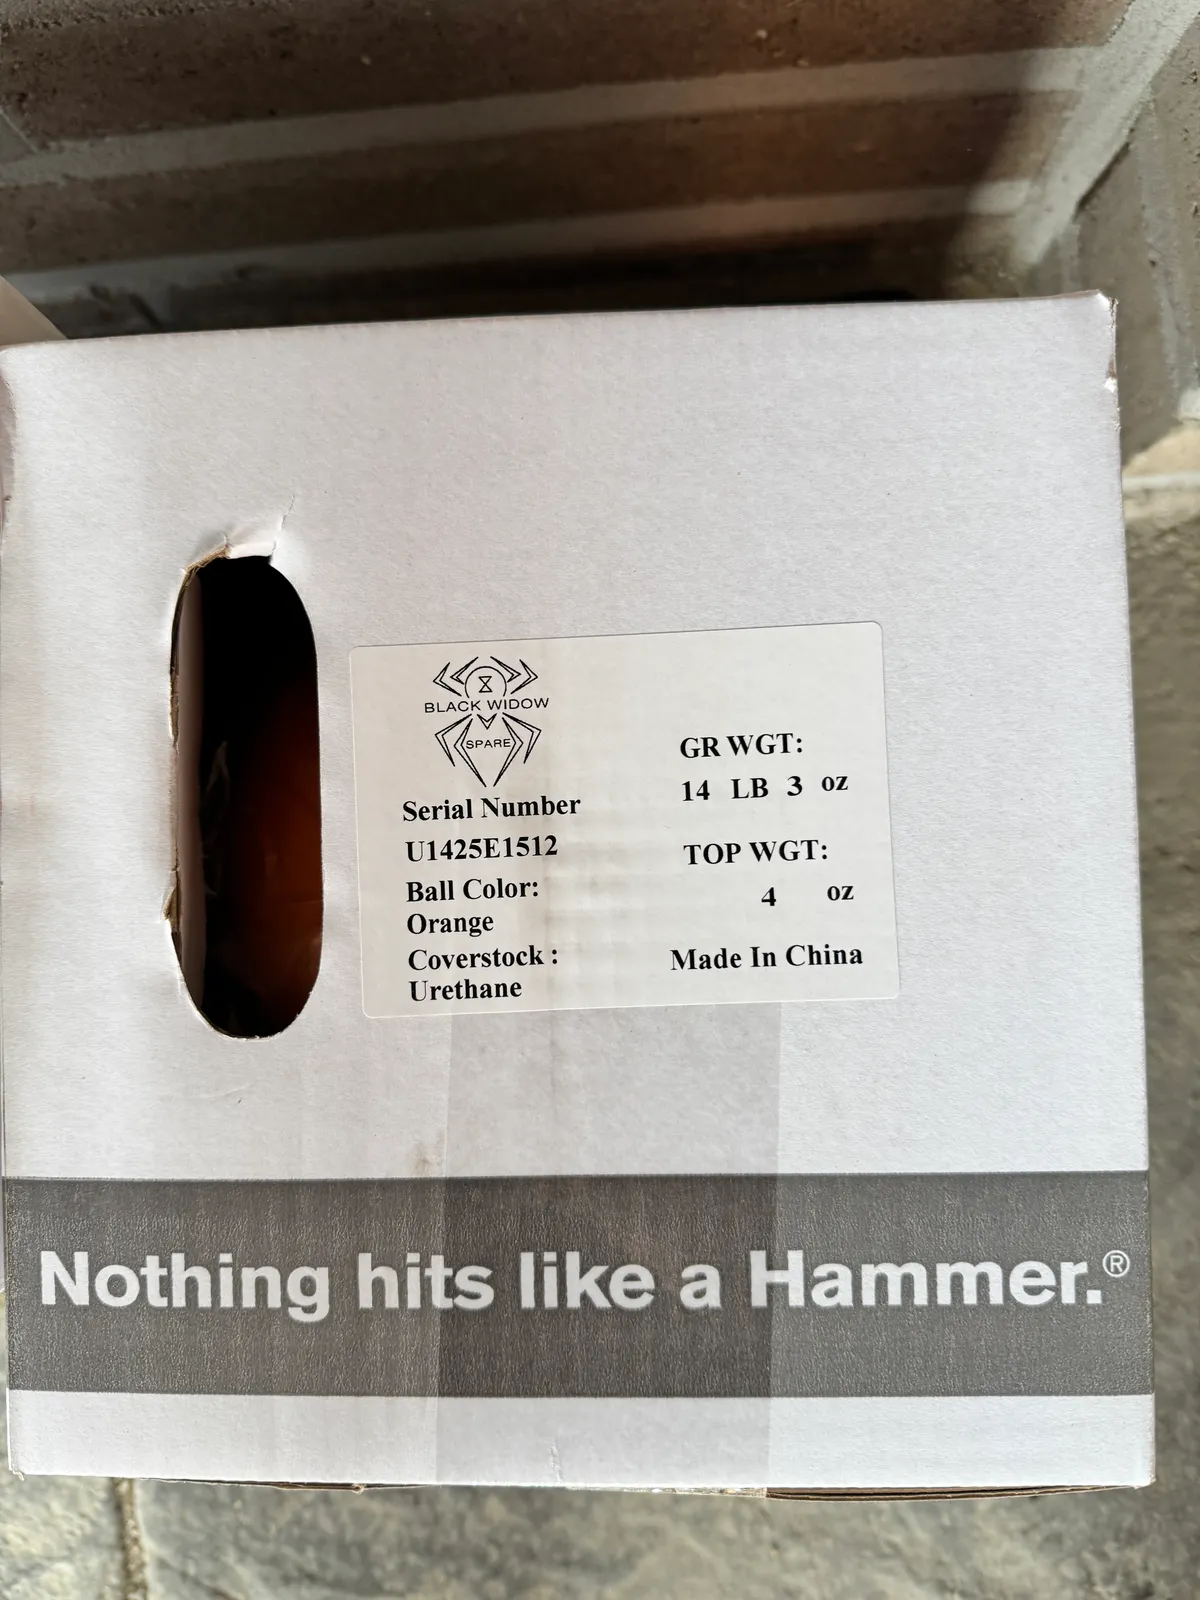 BLACK WIDOW
SPARE
Serial Number
U1425E1512
Ball Color:
Orange
Coverstock :
Urethane
GR WGT:
14 LB 3 oz
TOP WGT:
4 oz
Made In China
Nothing hits like a Hammer.®